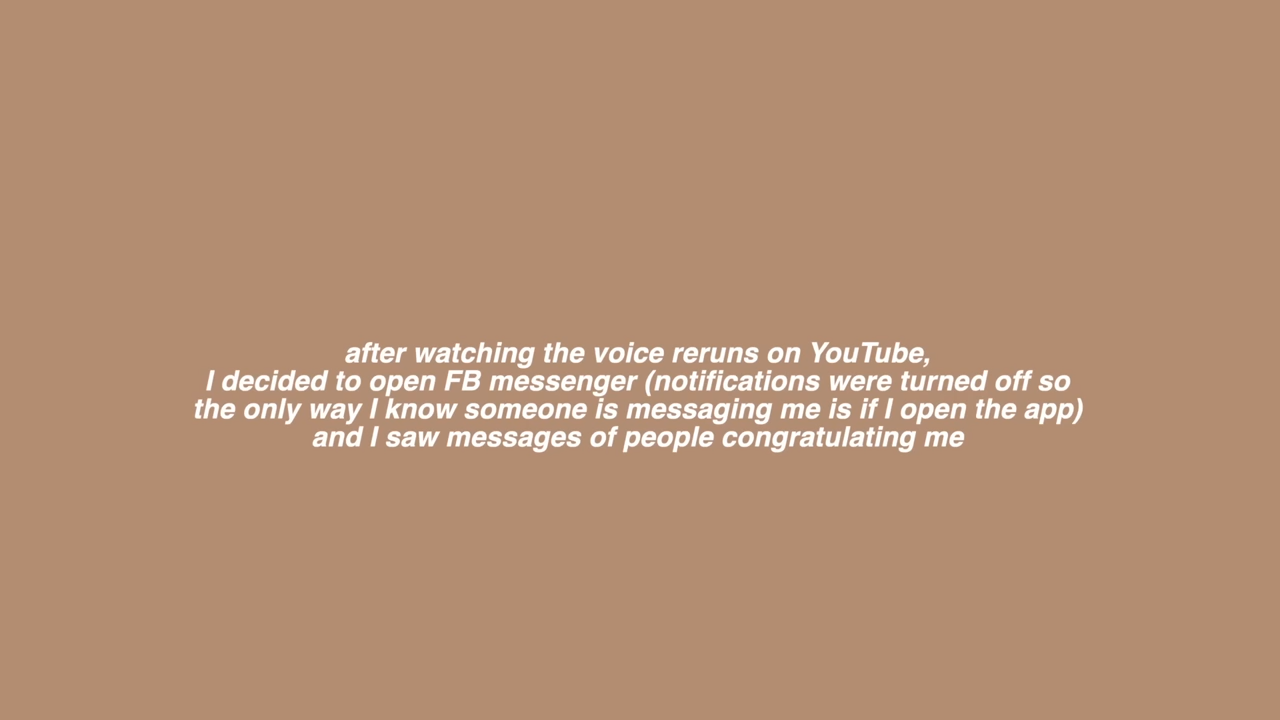 after watching the voice reruns on YouTube,
I decided to open FB messenger (notifications were turned off so
the only way I know someone is messaging me is if I open the app)
and I saw messages of people congratulating me